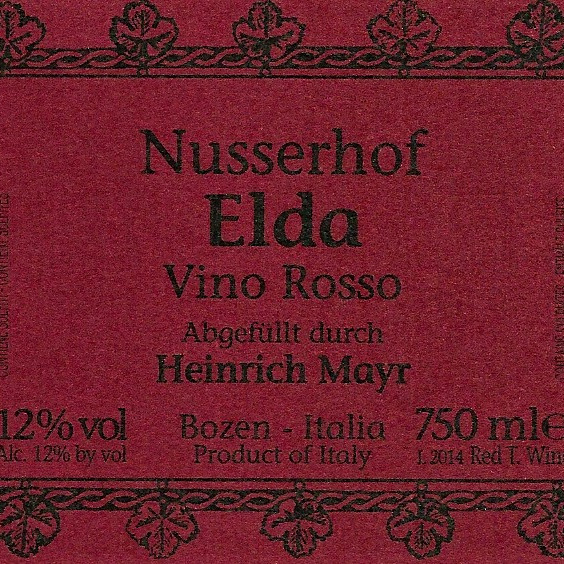 Nusserhof
Elda
Vino Rosso
Abgefüllt durch
Heinrich Mayr
12% vol
Alc. 12% by vol
Bozen - Italia
Product of Italy
750 ml e
L. 2014 Red T. Win